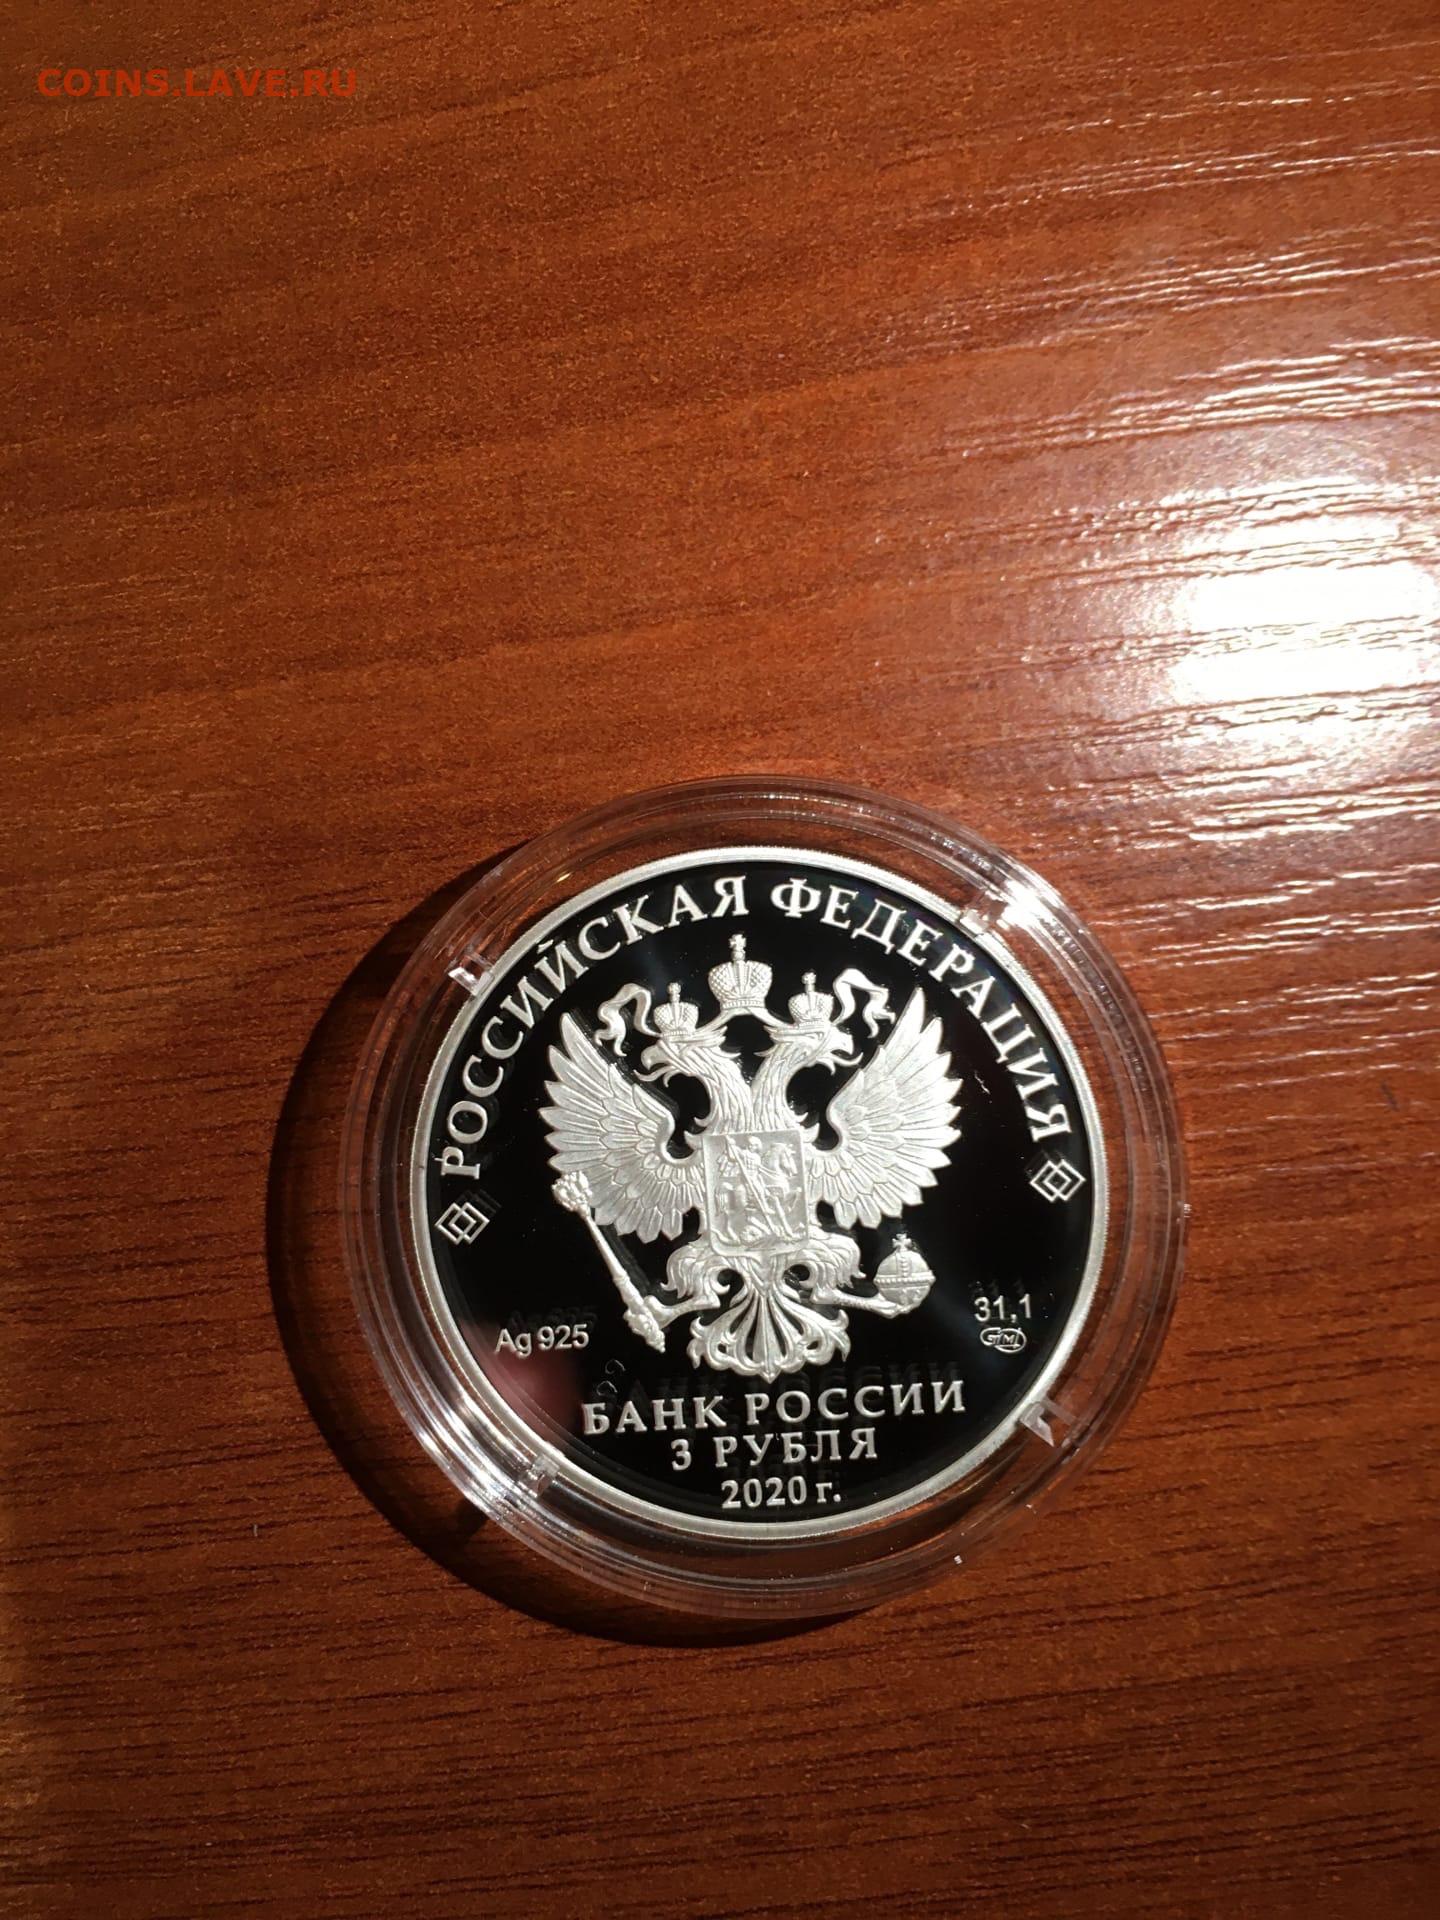 COINS.LAVE.RU
РОССИЙСКАЯ ФЕДЕРАЦИЯ
Ag 925
31,1
БАНК РОССИИ
3 РУБЛЯ
2020 г.